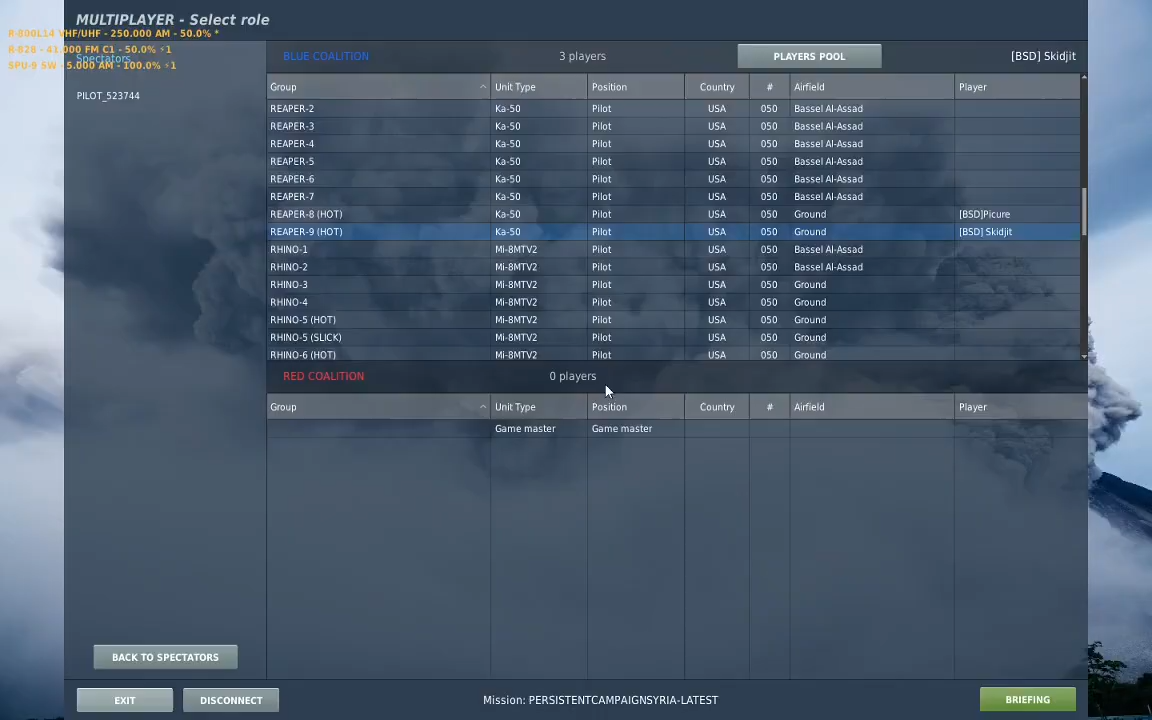 MULTIPLAYER - Select role
R-800L14 VHF/UHF - 250.000 AM - 50.0% *
R-828 - 41.000 FM C1 - 50.0% ⚡1
SPU-9 SW - 5.000 AM - 100.0% ⚡1
Spectators
PILOT_523744
BLUE COALITION 3 players PLAYERS POOL [BSD] Skidjit
Group Unit Type Position Country # Airfield Player
REAPER-2 Ka-50 Pilot USA 050 Bassel Al-Assad
REAPER-3 Ka-50 Pilot USA 050 Bassel Al-Assad
REAPER-4 Ka-50 Pilot USA 050 Bassel Al-Assad
REAPER-5 Ka-50 Pilot USA 050 Bassel Al-Assad
REAPER-6 Ka-50 Pilot USA 050 Bassel Al-Assad
REAPER-7 Ka-50 Pilot USA 050 Bassel Al-Assad
REAPER-8 (HOT) Ka-50 Pilot USA 050 Ground [BSD]Picure
REAPER-9 (HOT) Ka-50 Pilot USA 050 Ground [BSD] Skidjit
RHINO-1 Mi-8MTV2 Pilot USA 050 Bassel Al-Assad
RHINO-2 Mi-8MTV2 Pilot USA 050 Bassel Al-Assad
RHINO-3 Mi-8MTV2 Pilot USA 050 Ground
RHINO-4 Mi-8MTV2 Pilot USA 050 Ground
RHINO-5 (HOT) Mi-8MTV2 Pilot USA 050 Ground
RHINO-5 (SLICK) Mi-8MTV2 Pilot USA 050 Ground
RHINO-6 (HOT) Mi-8MTV2 Pilot USA 050 Ground
RED COALITION 0 players
Group Unit Type Position Country # Airfield Player
Game master Game master
BACK TO SPECTATORS
EXIT DISCONNECT Mission: PERSISTENTCAMPAIGNSYRIA-LATEST BRIEFING